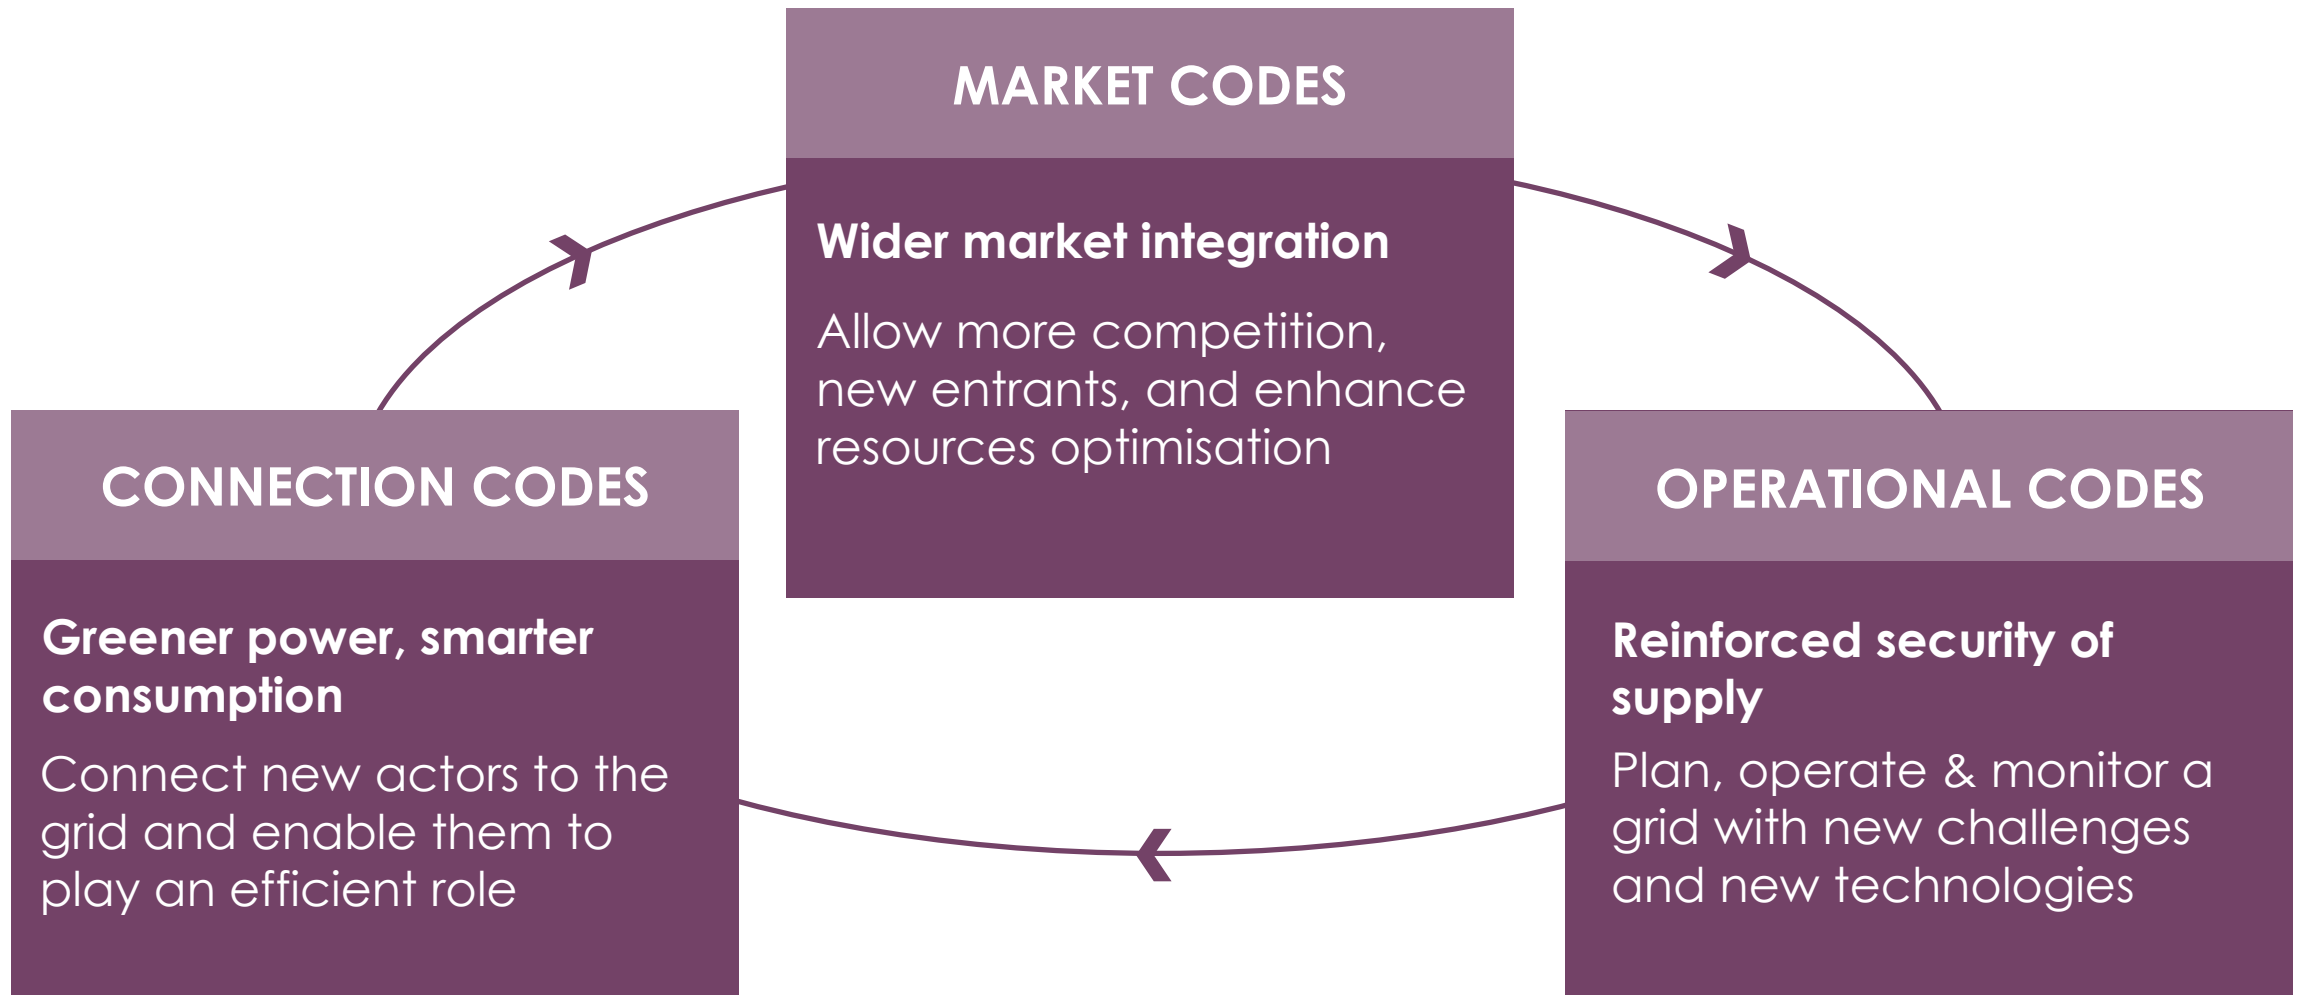 MARKET CODES
Wider market integration
Allow more competition,
new entrants, and enhance
resources optimisation
CONNECTION CODES
Greener power, smarter
consumption
Connect new actors to the
grid and enable them to
play an efficient role
OPERATIONAL CODES
Reinforced security of
supply
Plan, operate & monitor a
grid with new challenges
and new technologies